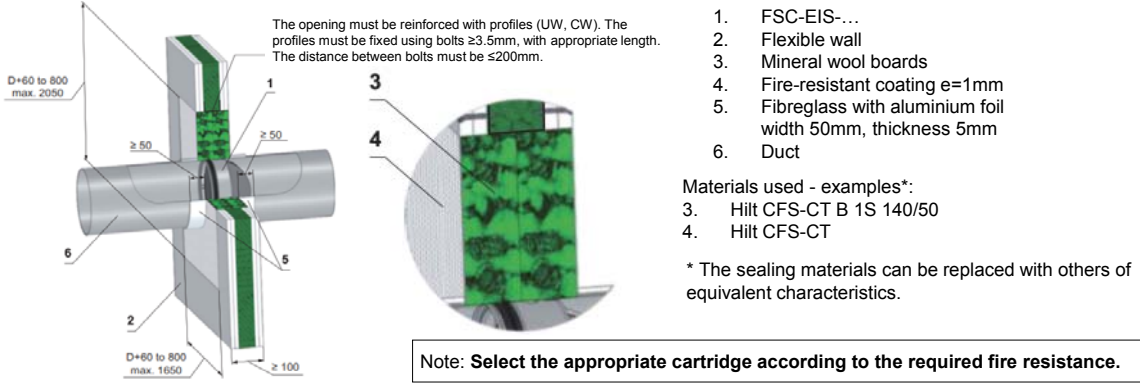 The opening must be reinforced with profiles (UW, CW). The
profiles must be fixed using bolts ≥3.5mm, with appropriate length.
The distance between bolts must be ≤200mm.
D+60 to 800
max. 2050
1
≥ 50
≥ 50
6
5
2
D+60 to 800
max. 1650
≥ 100
3
4
1. FSC-EIS-…
2. Flexible wall
3. Mineral wool boards
4. Fire-resistant coating e=1mm
5. Fibreglass with aluminium foil
width 50mm, thickness 5mm
6. Duct
Materials used - examples*:
3. Hilt CFS-CT B 1S 140/50
4. Hilt CFS-CT
* The sealing materials can be replaced with others of
equivalent characteristics.
Note: Select the appropriate cartridge according to the required fire resistance.